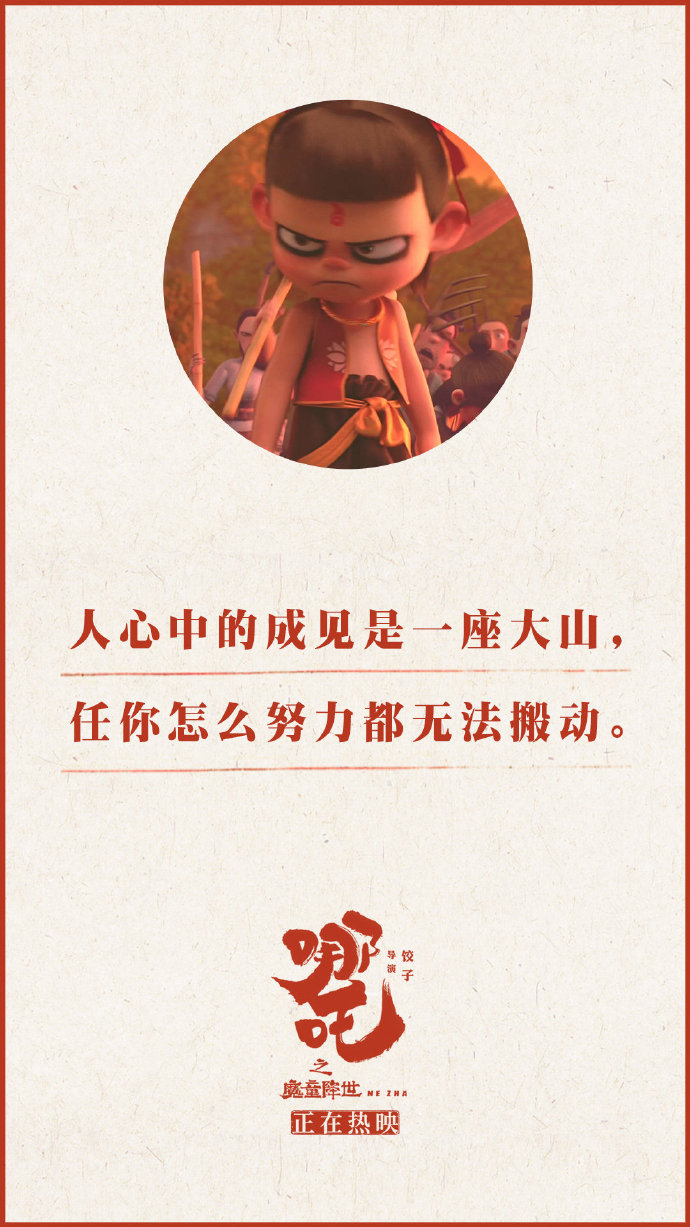 人心中的成见是一座大山，
任你怎么努力都无法搬动。
哪吒
导演 饺子
之
魔童降世 NE ZHA
正在热映